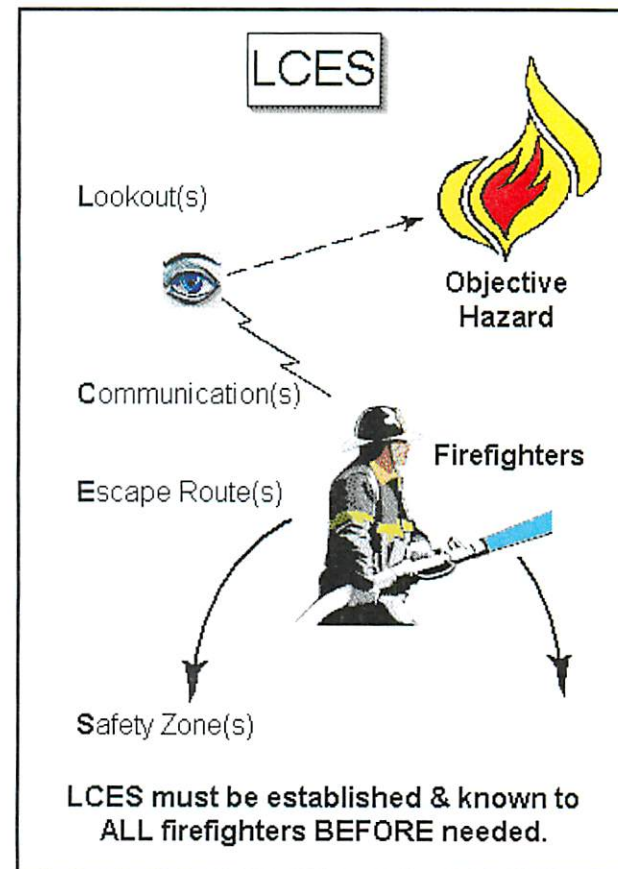 LCES
Lookout(s)
Objective
Hazard
Communication(s)
Firefighters
Escape Route(s)
Safety Zone(s)
LCES must be established & known to
ALL firefighters BEFORE needed.